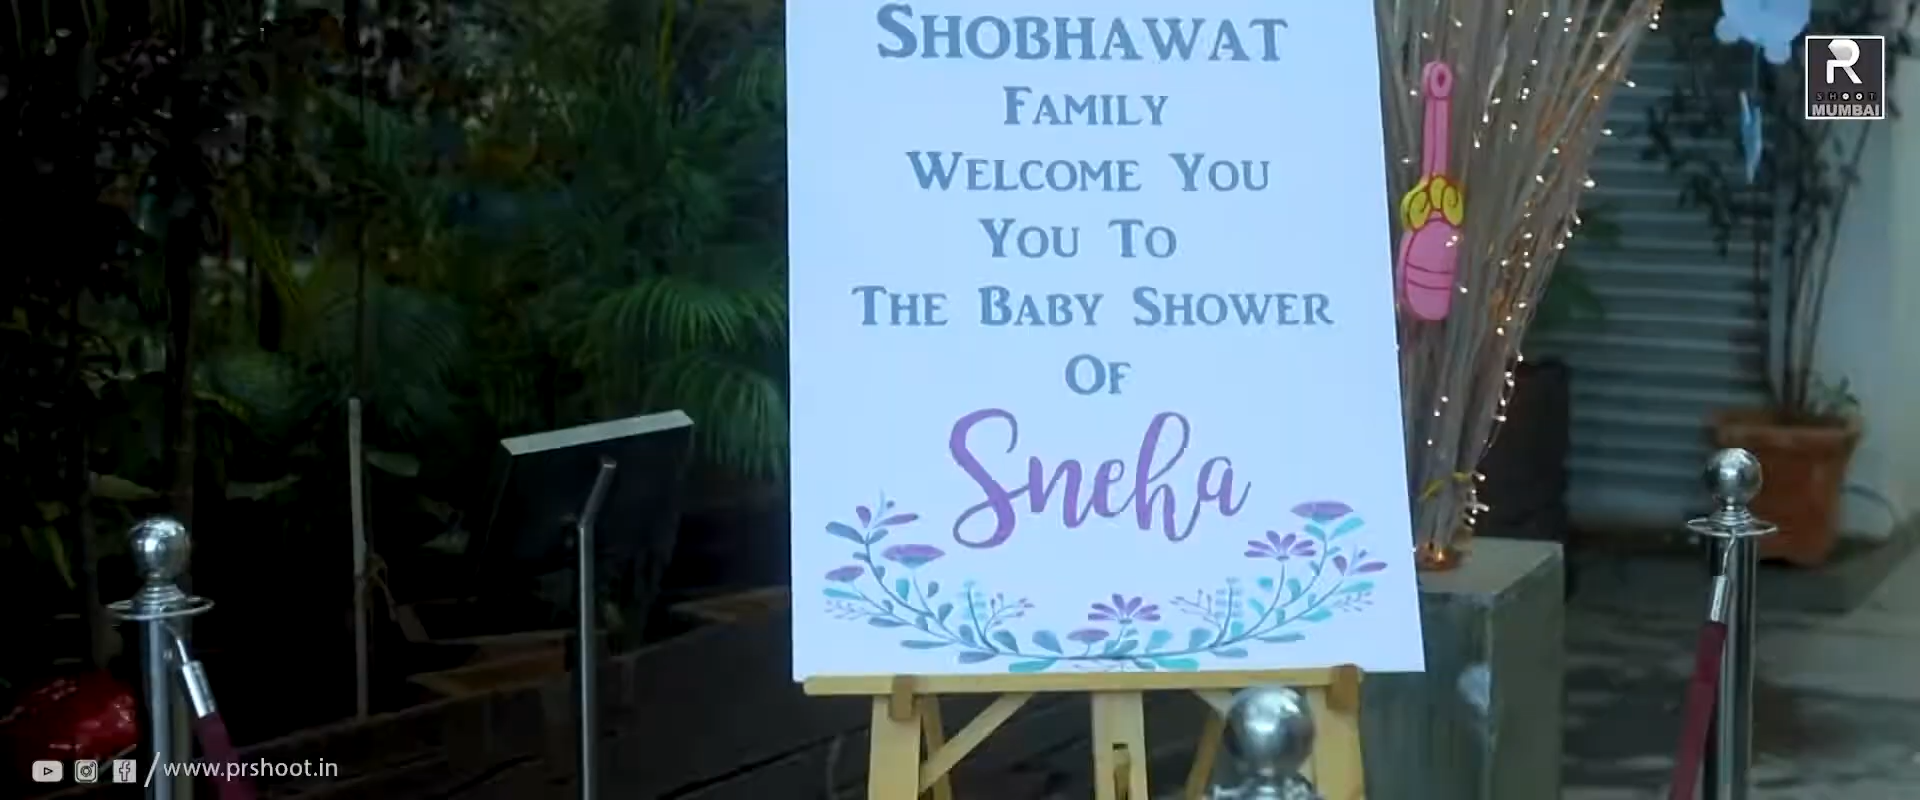 SHOBHAWAT
FAMILY
WELCOME YOU
YOU TO
THE BABY SHOWER
OF
Sneha
R
SHOOT
MUMBAI
/www.prshoot.in